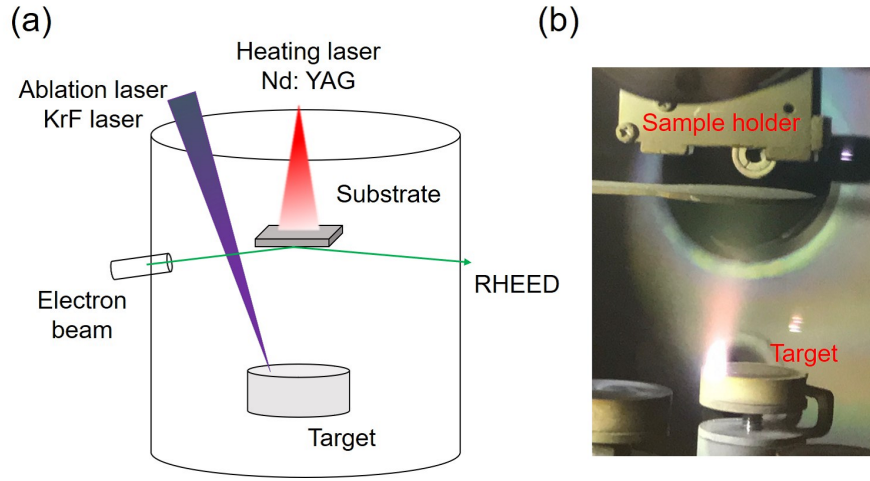 (a)
Heating laser
Nd: YAG
Ablation laser
KrF laser
Substrate
Electron
beam
RHEED
Target
(b)
Sample holder
Target